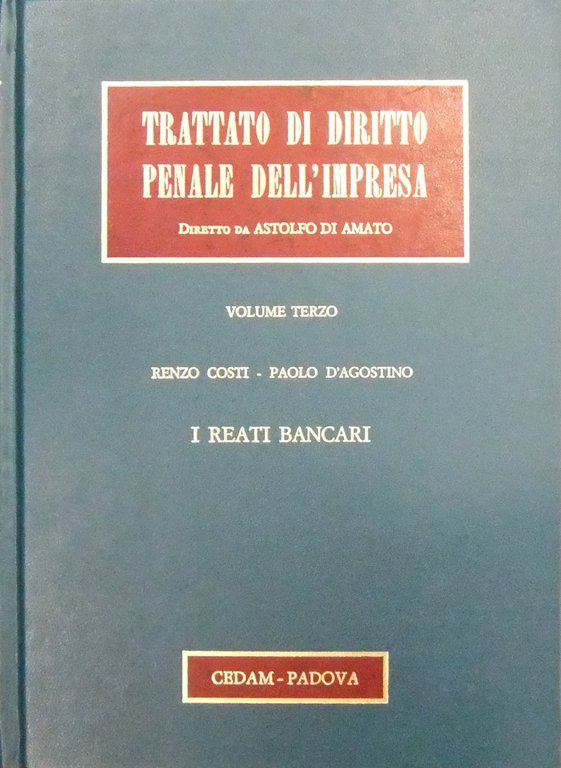 TRATTATO DI DIRITTO
PENALE DELL'IMPRESA
DIRETTO DA ASTOLFO DI AMATO
VOLUME TERZO
RENZO COSTI - PAOLO D'AGOSTINO
I REATI BANCARI
CEDAM - PADOVA